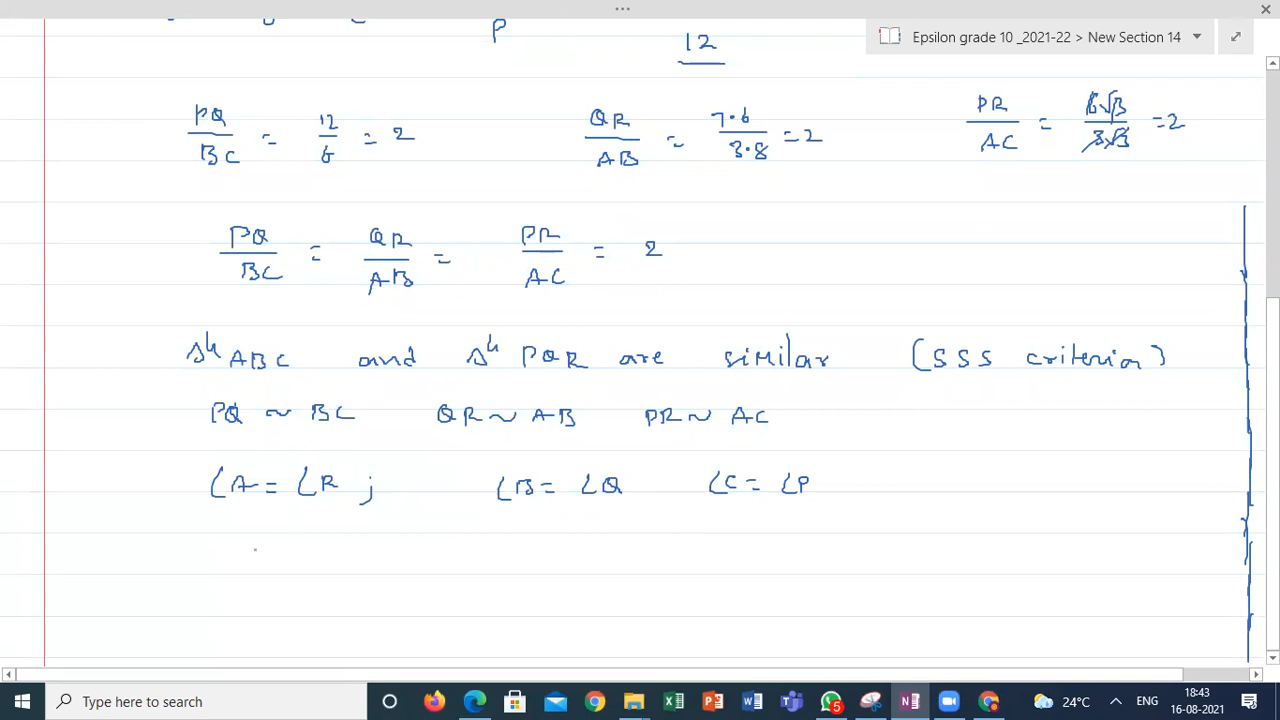 ...
P
12
Epsilon grade 10 _2021-22 > New Section 14
PQ/BC = 12/6 = 2 QR/AB = 7.6/3.8 = 2 PR/AC = 6√3/3√3 = 2
PQ/BC = QR/AB = PR/AC = 2
Δle ABC and Δle PQR are similar (SSS criterion)
PQ ~ BC QR ~ AB PR ~ AC
∠A = ∠R ; ∠B = ∠Q ∠C = ∠P
Type here to search
5
24°C
ENG
18:43
16-08-2021